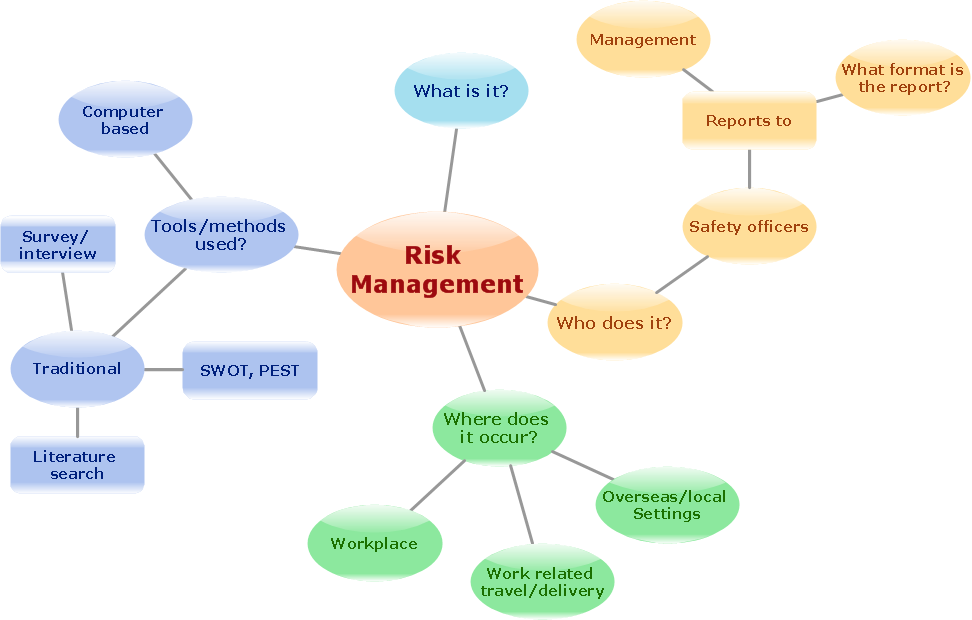 Management
What format is
the report?
What is it?
Computer
based
Reports to
Tools/methods
used?
Safety officers
Survey/
interview
Risk
Management
Who does it?
Traditional
SWOT, PEST
Where does
it occur?
Literature
search
Overseas/local
Settings
Workplace
Work related
travel/delivery